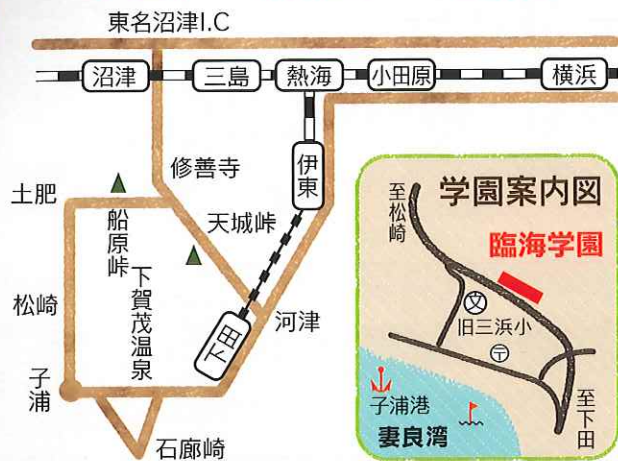 東名沼津I.C
沼津
三島
熱海
小田原
横浜
修善寺
伊東
土肥
船原峠
天城峠
松崎
下賀茂温泉
下田
河津
子浦
石廊崎
学園案内図
至松崎
臨海学園
文
旧三浜小
〒
子浦港
妻良湾
至下田